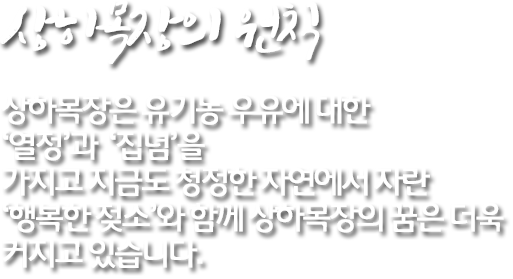 상하목장의 원칙
상하목장은 유기농 우유에 대한
‘열정’과 ‘집념’을
가지고 지금도 청정한 자연에서 자란
‘행복한 젖소’와 함께 상하목장의 꿈은 더욱
커지고 있습니다.